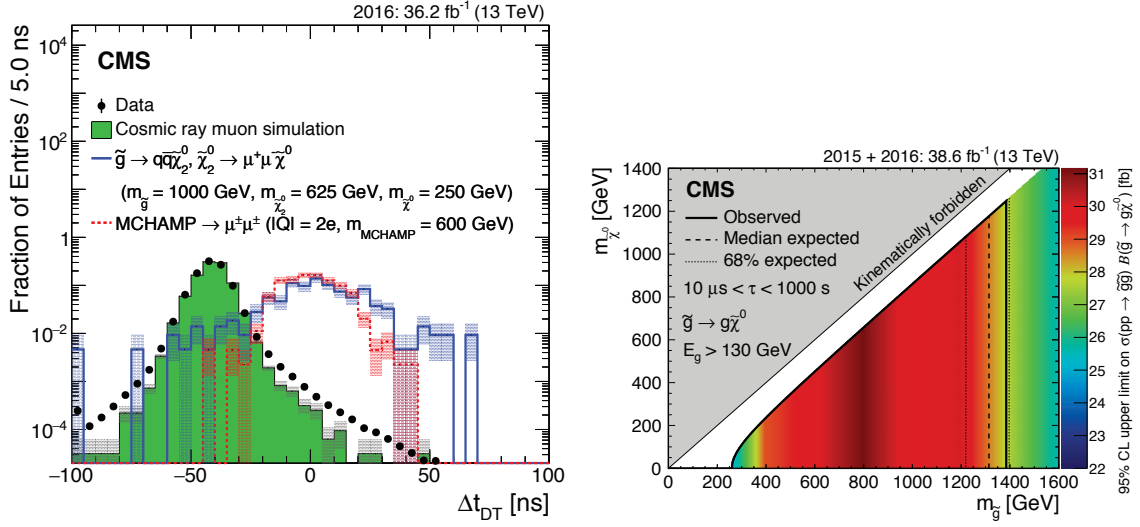 2016: 36.2 fb⁻¹ (13 TeV)
CMS
Data
Cosmic ray muon simulation
g̃ → qq̄χ̃⁰₂, χ̃⁰₂ → μ⁺μ⁻χ̃⁰
(m_g̃ = 1000 GeV, m_χ̃⁰₂ = 625 GeV, m_χ̃⁰ = 250 GeV)
MCHAMP → μ±μ± (|Q| = 2e, m_MCHAMP = 600 GeV)
Fraction of Entries / 5.0 ns
10⁴
10²
1
10⁻²
10⁻⁴
−100 −50 0 50 100
Δt_DT [ns]
2015 + 2016: 38.6 fb⁻¹ (13 TeV)
CMS
Observed
Median expected
68% expected
10 μs < τ < 1000 s
g̃ → gχ̃⁰
E_g > 130 GeV
Kinematically forbidden
m_χ̃⁰ [GeV]
1400
1200
1000
800
600
400
200
0
0 200 400 600 800 1000 1200 1400 1600
m_g̃ [GeV]
31
30
29
28
27
26
25
24
23
22
95% CL upper limit on σ(pp → g̃g̃) B(g̃ → gχ̃⁰) [fb]